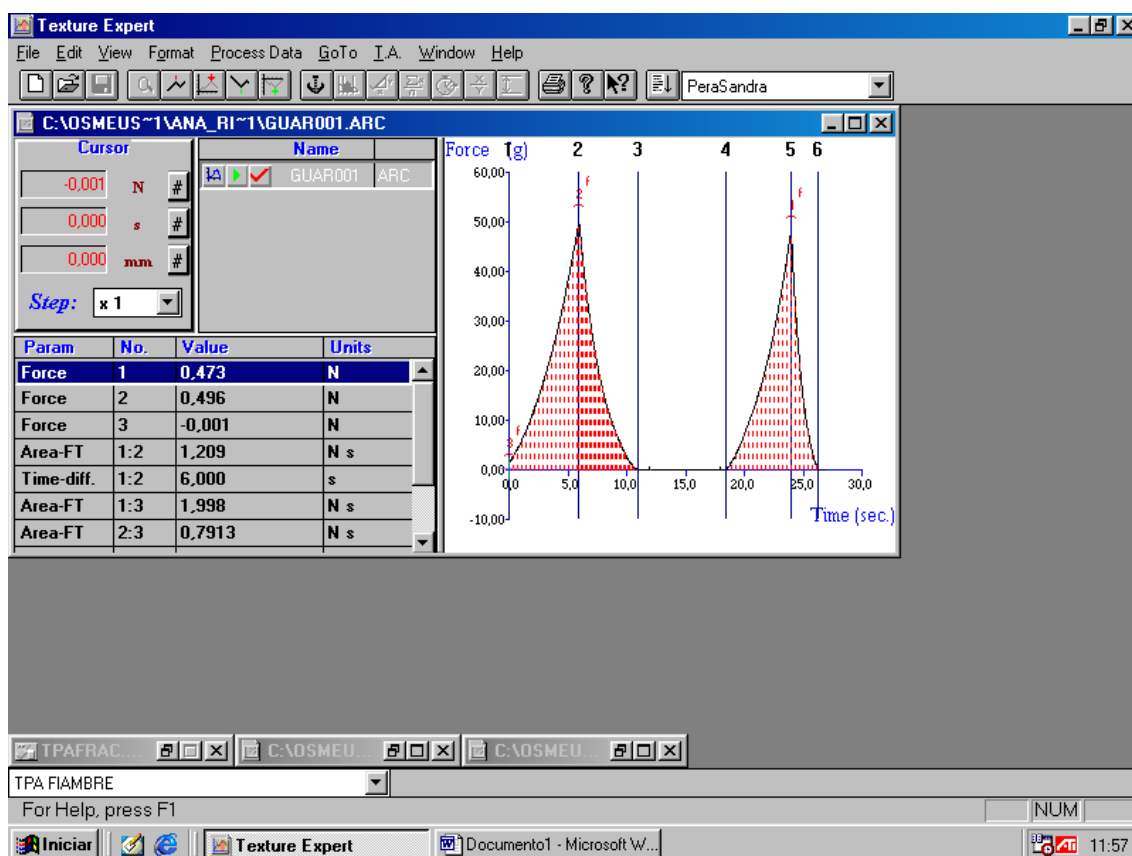 Texture Expert
File Edit View Format Process Data GoTo T.A. Window Help
PeraSandra
C:\OSMEUS~1\ANA_RI~1\GUAR001.ARC
Cursor
-0,001 N #
0,000 s #
0,000 mm #
Step: x 1
Name
GUAR001 ARC
Param No. Value Units
Force 1 0,473 N
Force 2 0,496 N
Force 3 -0,001 N
Area-FT 1:2 1,209 N s
Time-diff. 1:2 6,000 s
Area-FT 1:3 1,998 N s
Area-FT 2:3 0,7913 N s
Force (g)
1 2 3 4 5 6
60,00
50,00
40,00
30,00
20,00
10,00
0,00
-10,00
2 f
1 f
3 f
0,0 5,0 10,0 15,0 20,0 25,0 30,0
Time (sec.)
TPAFRAC... C:\OSMEU... C:\OSMEU...
TPA FIAMBRE
For Help, press F1
NUM
Iniciar Texture Expert Documento1 - Microsoft W... ATI 11:57